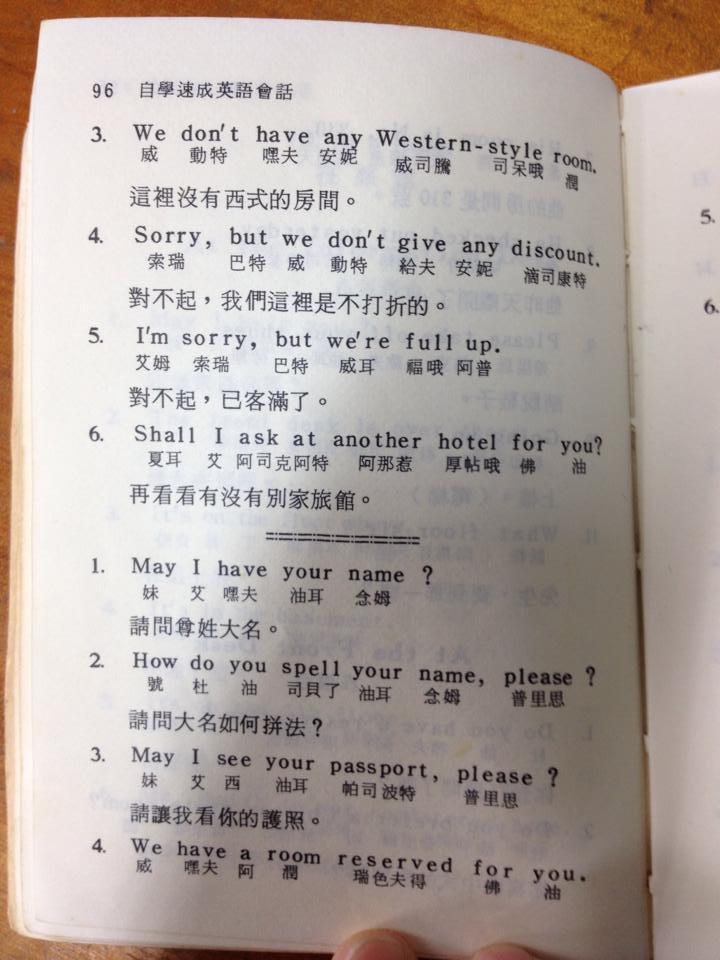 96 自學速成英語會話
3. We don't have any Western-style room.
威 動特 嘿夫 安妮 威司騰 司呆哦 潤
這裡沒有西式的房間。
4. Sorry, but we don't give any discount.
索瑞 巴特 威 動特 給夫 安妮 滴司康特
對不起，我們這裡是不打折的。
5. I'm sorry, but we're full up.
艾姆 索瑞 巴特 威耳 福哦 阿普
對不起，已客滿了。
6. Shall I ask at another hotel for you?
夏耳 艾 阿司克阿特 阿那惹 厚帖哦 佛 油
再看看有沒有別家旅館。
1. May I have your name ?
妹 艾 嘿夫 油耳 念姆
請問尊姓大名。
2. How do you spell your name, please ?
號 杜 油 司貝了 油耳 念姆 普里思
請問大名如何拼法？
3. May I see your passport, please ?
妹 艾 西 油耳 帕司波特 普里思
請讓我看你的護照。
4. We have a room reserved for you.
威 嘿夫 阿 潤 瑞色夫得 佛 油
5.
6.